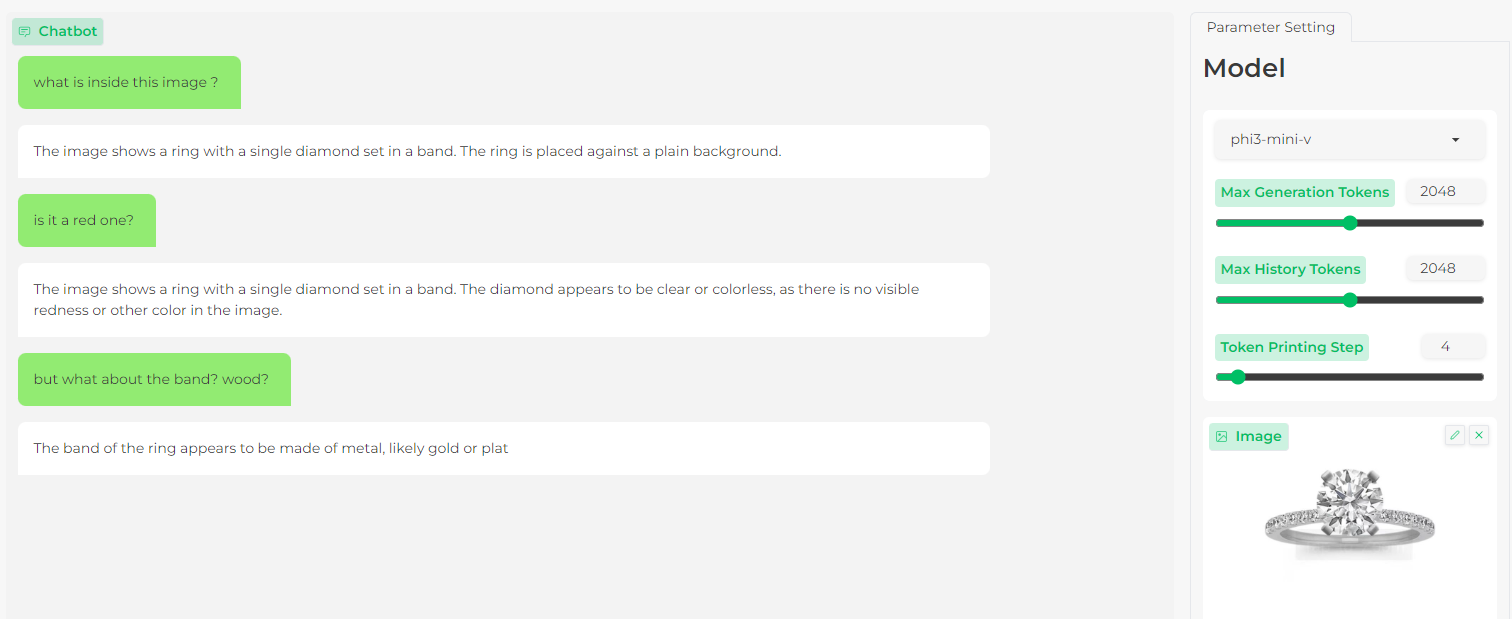 Chatbot
what is inside this image ?
The image shows a ring with a single diamond set in a band. The ring is placed against a plain background.
is it a red one?
The image shows a ring with a single diamond set in a band. The diamond appears to be clear or colorless, as there is no visible
redness or other color in the image.
but what about the band? wood?
The band of the ring appears to be made of metal, likely gold or plat
Parameter Setting
Model
phi3-mini-v
Max Generation Tokens 2048
Max History Tokens 2048
Token Printing Step 4
Image